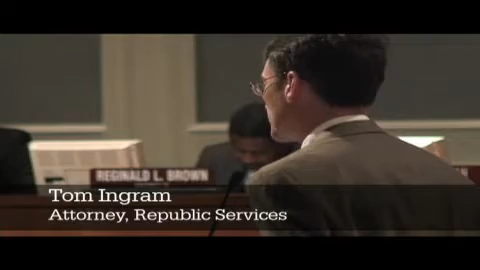 REGINALD L. BROWN
Tom Ingram
Attorney, Republic Services